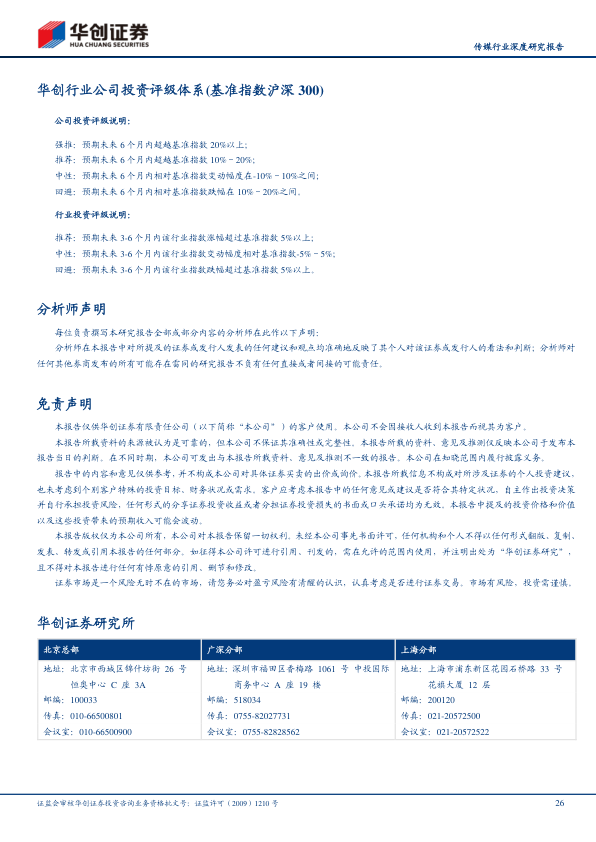 华创证券
HUA CHUANG SECURITIES
传媒行业深度研究报告
华创行业公司投资评级体系(基准指数沪深 300)
公司投资评级说明：
强推：预期未来 6 个月内超越基准指数 20%以上；
推荐：预期未来 6 个月内超越基准指数 10%－20%；
中性：预期未来 6 个月内相对基准指数变动幅度在-10%－10%之间；
回避：预期未来 6 个月内相对基准指数跌幅在 10%－20%之间。
行业投资评级说明：
推荐：预期未来 3-6 个月内该行业指数涨幅超过基准指数 5%以上；
中性：预期未来 3-6 个月内该行业指数变动幅度相对基准指数-5%－5%；
回避：预期未来 3-6 个月内该行业指数跌幅超过基准指数 5%以上。
分析师声明
每位负责撰写本研究报告全部或部分内容的分析师在此作以下声明：
分析师在本报告中对所提及的证券或发行人发表的任何建议和观点均准确地反映了其个人对该证券或发行人的看法和判断；分析师对
任何其他券商发布的所有可能存在雷同的研究报告不负有任何直接或者间接的可能责任。
免责声明
本报告仅供华创证券有限责任公司（以下简称“本公司”）的客户使用。本公司不会因接收人收到本报告而视其为客户。
本报告所载资料的来源被认为是可靠的，但本公司不保证其准确性或完整性。本报告所载的资料、意见及推测仅反映本公司于发布本
报告当日的判断。在不同时期，本公司可发出与本报告所载资料、意见及推测不一致的报告。本公司在知晓范围内履行披露义务。
报告中的内容和意见仅供参考，并不构成本公司对具体证券买卖的出价或询价。本报告所载信息不构成对所涉及证券的个人投资建议，
也未考虑到个别客户特殊的投资目标、财务状况或需求。客户应考虑本报告中的任何意见或建议是否符合其特定状况，自主作出投资决策
并自行承担投资风险，任何形式的分享证券投资收益或者分担证券投资损失的书面或口头承诺均为无效。本报告中提及的投资价格和价值
以及这些投资带来的预期收入可能会波动。
本报告版权仅为本公司所有，本公司对本报告保留一切权利。未经本公司事先书面许可，任何机构和个人不得以任何形式翻版、复制、
发表、转发或引用本报告的任何部分。如征得本公司许可进行引用、刊发的，需在允许的范围内使用，并注明出处为“华创证券研究”，
且不得对本报告进行任何有悖原意的引用、删节和修改。
证券市场是一个风险无时不在的市场，请您务必对盈亏风险有清醒的认识，认真考虑是否进行证券交易。市场有风险，投资需谨慎。
华创证券研究所
北京总部 广深分部 上海分部
地址：北京市西城区锦什坊街 26 号 地址：深圳市福田区香梅路 1061 号 中投国际 地址：上海市浦东新区花园石桥路 33 号
恒奥中心 C 座 3A 商务中心 A 座 19 楼 花旗大厦 12 层
邮编：100033 邮编：518034 邮编：200120
传真：010-66500801 传真：0755-82027731 传真：021-20572500
会议室：010-66500900 会议室：0755-82828562 会议室：021-20572522
证监会审核华创证券投资咨询业务资格批文号：证监许可（2009）1210 号 26